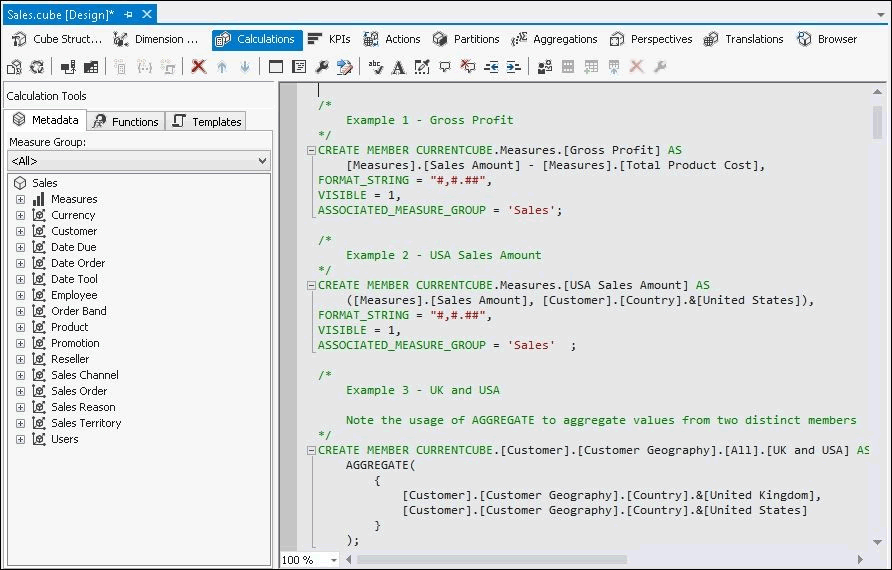 Sales.cube [Design]*
Cube Struct... Dimension ... Calculations KPIs Actions Partitions Aggregations Perspectives Translations Browser
Calculation Tools
Metadata Functions Templates
Measure Group:
<All>
Sales
Measures
Currency
Customer
Date Due
Date Order
Date Tool
Employee
Order Band
Product
Promotion
Reseller
Sales Channel
Sales Order
Sales Reason
Sales Territory
Users
/*
Example 1 - Gross Profit
*/
CREATE MEMBER CURRENTCUBE.Measures.[Gross Profit] AS
[Measures].[Sales Amount] - [Measures].[Total Product Cost],
FORMAT_STRING = "#,#.##",
VISIBLE = 1,
ASSOCIATED_MEASURE_GROUP = 'Sales';
/*
Example 2 - USA Sales Amount
*/
CREATE MEMBER CURRENTCUBE.Measures.[USA Sales Amount] AS
([Measures].[Sales Amount], [Customer].[Country].&[United States]),
FORMAT_STRING = "#,#.##",
VISIBLE = 1,
ASSOCIATED_MEASURE_GROUP = 'Sales'  ;
/*
Example 3 - UK and USA
Note the usage of AGGREGATE to aggregate values from two distinct members
*/
CREATE MEMBER CURRENTCUBE.[Customer].[Customer Geography].[All].[UK and USA] AS
AGGREGATE(
{
[Customer].[Customer Geography].[Country].&[United Kingdom],
[Customer].[Customer Geography].[Country].&[United States]
}
);
100 %